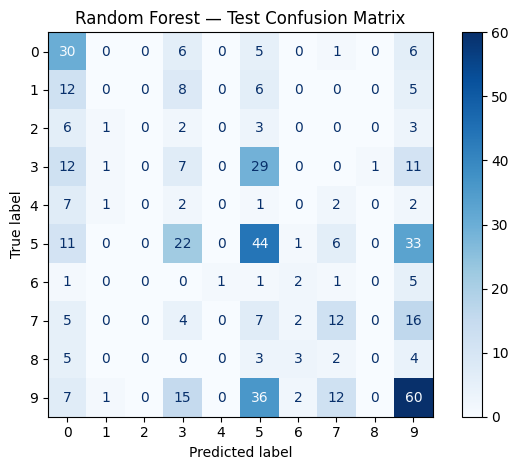 Random Forest — Test Confusion Matrix
0 30 0 0 6 0 5 0 1 0 6
1 12 0 0 8 0 6 0 0 0 5
2 6 1 0 2 0 3 0 0 0 3
3 12 1 0 7 0 29 0 0 1 11
4 7 1 0 2 0 1 0 2 0 2
5 11 0 0 22 0 44 1 6 0 33
6 1 0 0 0 1 1 2 1 0 5
7 5 0 0 4 0 7 2 12 0 16
8 5 0 0 0 0 3 3 2 0 4
9 7 1 0 15 0 36 2 12 0 60
0 1 2 3 4 5 6 7 8 9
True label
Predicted label
60
50
40
30
20
10
0